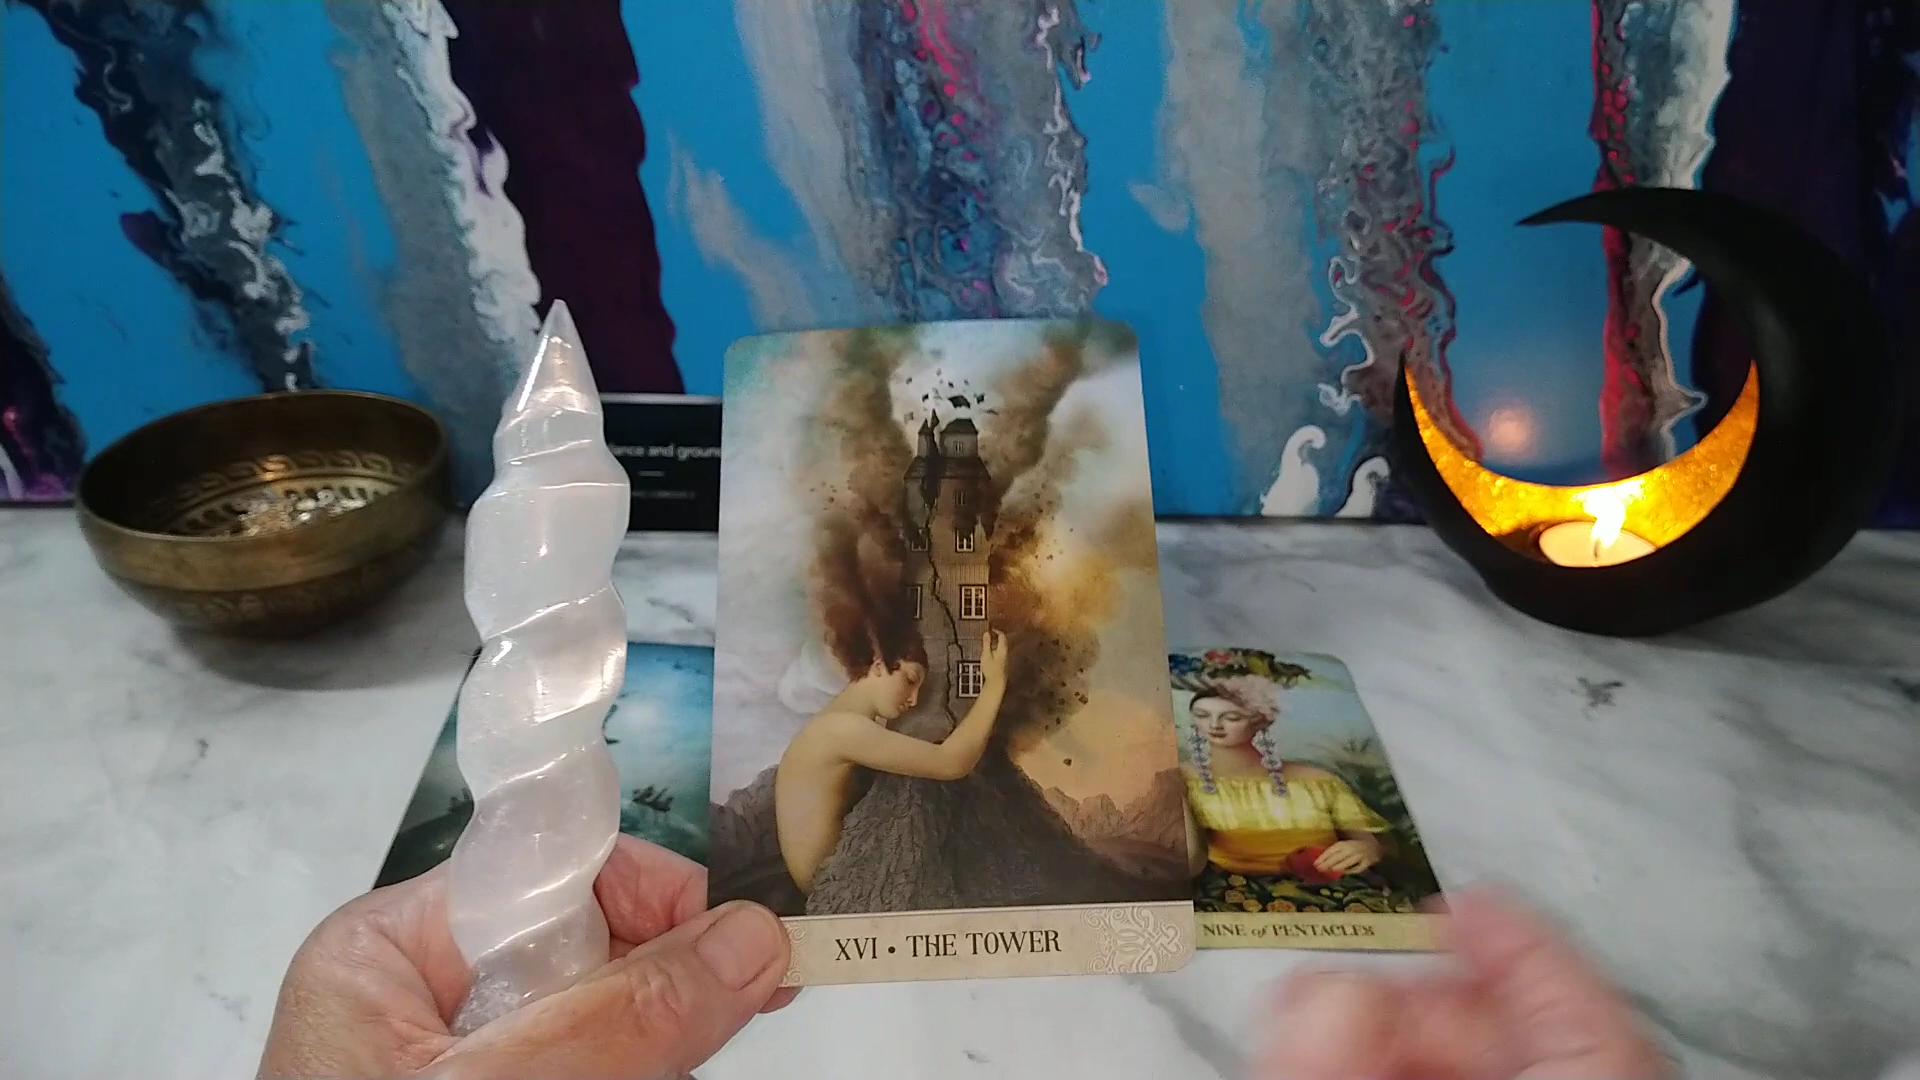 ance and groun
XVI • THE TOWER
NINE of PENTACLES